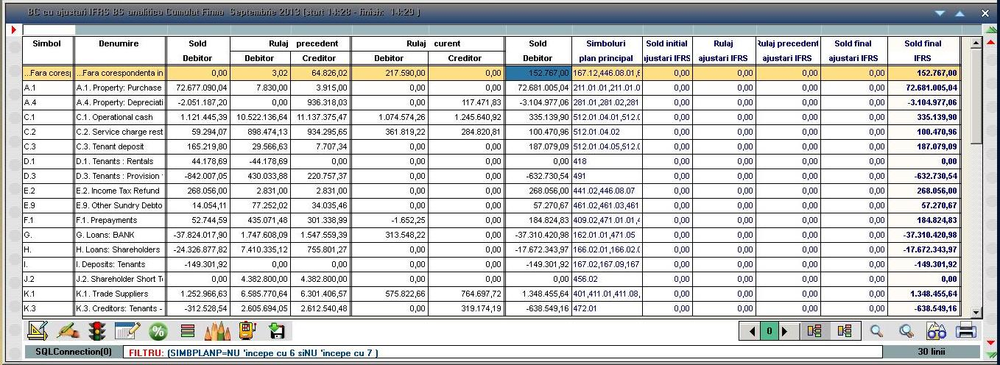 BC cu ajustari IFRS BS analitica Cumulat Firma Septembrie 2013 (start 14:28 - finish: 14:29 )
Simbol Denumire Sold Rulaj precedent Rulaj curent Sold Simboluri Sold initial Rulaj Rulaj precedent Sold final Sold final
Debitor Debitor Creditor Debitor Creditor Debitor plan principal ajustari IFRS ajustari IFRS ajustari IFRS ajustari IFRS IFRS
...Fara coresp ...Fara corespondenta in 0,00 3,02 64.826,02 217.590,00 0,00 152.767,00 167.12,446.08.01,6 0,00 0,00 0,00 0,00 152.767,00
A.1 A.1. Property: Purchase 72.677.090,04 7.830,00 3.915,00 0,00 0,00 72.681.005,04 211.01.01,211.01.0 0,00 0,00 0,00 0,00 72.681.005,04
A.4 A.4. Property: Depreciati -2.051.187,20 0,00 936.318,03 0,00 117.471,83 -3.104.977,06 281.01,281.02,281 0,00 0,00 0,00 0,00 -3.104.977,06
C.1 C.1. Operational cash 1.121.445,39 10.522.136,64 11.137.375,47 1.074.574,26 1.245.640,92 335.139,90 512.01.04.01,512.0 0,00 0,00 0,00 0,00 335.139,90
C.2 C.2. Service charge rest 59.294,07 898.474,13 934.295,65 361.819,22 284.820,81 100.470,96 512.01.04.02 0,00 0,00 0,00 0,00 100.470,96
C.3 C.3. Tenant deposit 165.219,80 29.566,63 7.707,34 0,00 0,00 187.079,09 512.01.04.05,512.0 0,00 0,00 0,00 0,00 187.079,09
D.1 D.1. Tenants : Rentals 44.178,69 -44.178,69 0,00 0,00 0,00 0,00 418 0,00 0,00 0,00 0,00 0,00
D.3 D.3. Tenants : Provision -842.007,05 430.033,88 220.757,37 0,00 0,00 -632.730,54 491 0,00 0,00 0,00 0,00 -632.730,54
E.2 E.2. Income Tax Refund 268.056,00 2.831,00 2.831,00 0,00 0,00 268.056,00 441.02,446.08.07 0,00 0,00 0,00 0,00 268.056,00
E.9 E.9. Other Sundry Debto 14.054,11 77.252,02 34.035,46 0,00 0,00 57.270,67 461.02,461.03,461 0,00 0,00 0,00 0,00 57.270,67
F.1 F.1. Prepayments 52.744,59 435.071,48 301.338,99 -1.652,25 0,00 184.824,83 409.02,471.01.01,4 0,00 0,00 0,00 0,00 184.824,83
G. G. Loans: BANK -37.824.017,90 1.747.608,09 1.547.559,39 313.548,22 0,00 -37.310.420,98 162.01.01,471.05 0,00 0,00 0,00 0,00 -37.310.420,98
H. H. Loans: Shareholders -24.326.877,82 7.410.335,12 755.801,27 0,00 0,00 -17.672.343,97 166.02.01,166.02.0 0,00 0,00 0,00 0,00 -17.672.343,97
I. I. Deposits: Tenants -149.301,92 0,00 0,00 0,00 0,00 -149.301,92 167.02,167.09,167 0,00 0,00 0,00 0,00 -149.301,92
J.2 J.2. Shareholder Short T 0,00 4.382.800,00 4.382.800,00 0,00 0,00 0,00 456.02 0,00 0,00 0,00 0,00 0,00
K.1 K.1. Trade Suppliers 1.252.966,63 6.585.770,64 6.301.406,57 575.822,66 764.697,72 1.348.455,64 401,411.01,411.08, 0,00 0,00 0,00 0,00 1.348.455,64
K.3 K.3. Creditors: Tenants - -312.528,54 2.605.694,05 2.612.540,48 0,00 319.174,19 -638.549,16 472.01 0,00 0,00 0,00 0,00 -638.549,16
% 0
SQLConnection(0) FILTRU: (SIMBPLANP=NU 'incepe cu 6 siNU 'incepe cu 7 ) 30 linii